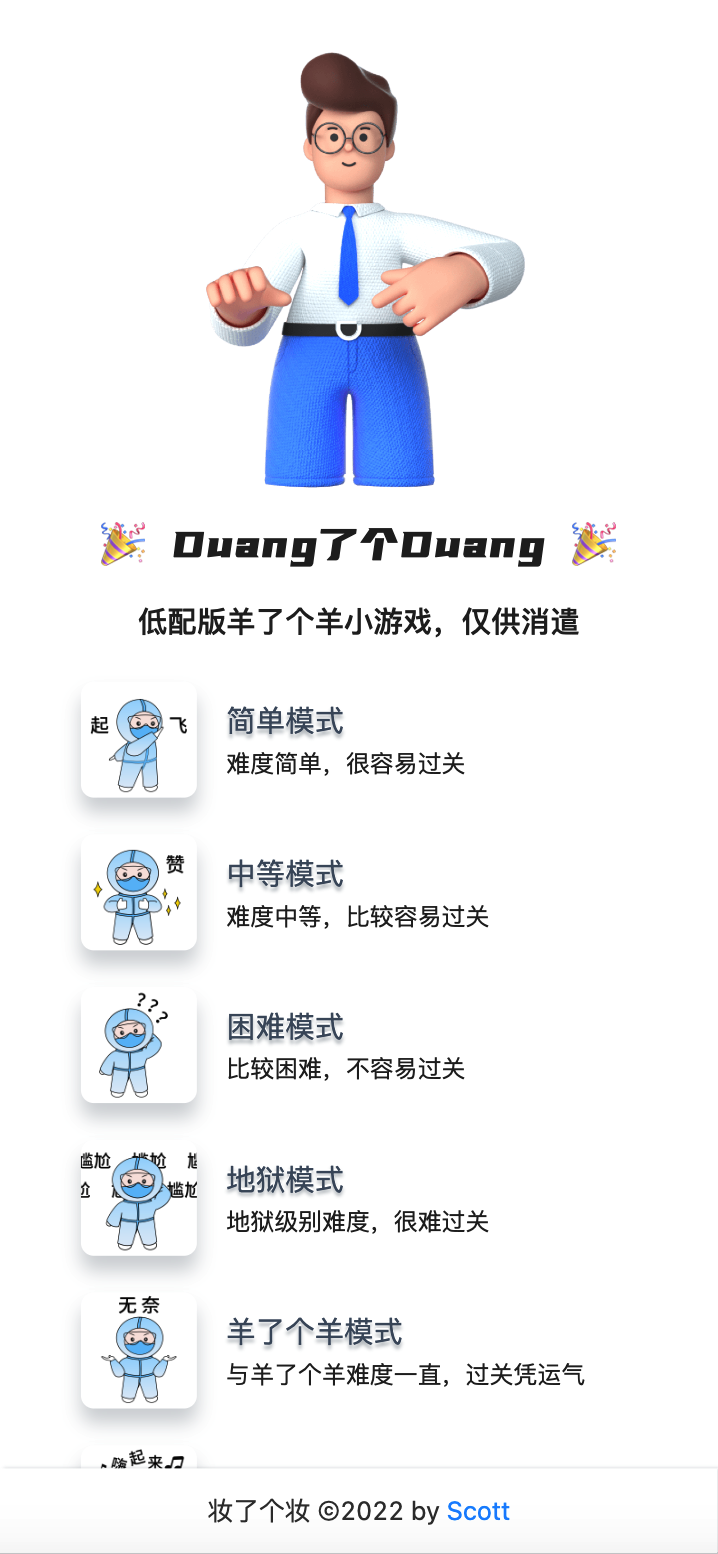 Duang了个Duang
低配版羊了个羊小游戏，仅供消遣
起 飞
简单模式
难度简单，很容易过关
赞
中等模式
难度中等，比较容易过关
???
困难模式
比较困难，不容易过关
尴尬 尴尬
尬 尴尬
地狱模式
地狱级别难度，很难过关
无奈
羊了个羊模式
与羊了个羊难度一直，过关凭运气
嗨起来
妆了个妆 ©2022 by Scott